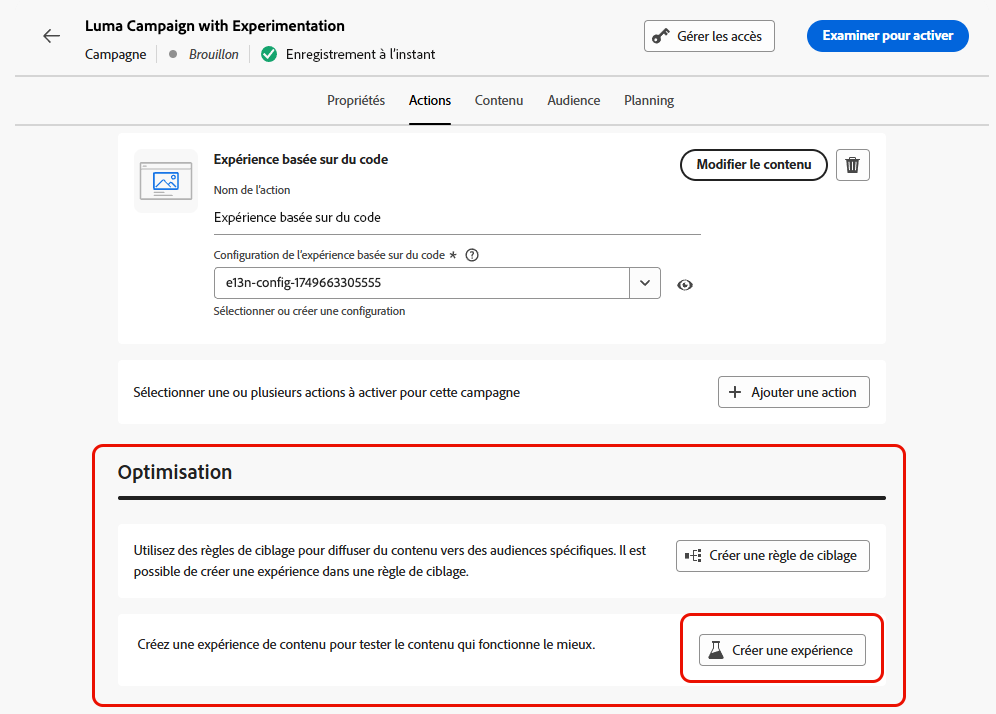 Luma Campaign with Experimentation
Campagne
Brouillon
Enregistrement à l’instant
Gérer les accès
Examiner pour activer
Propriétés
Actions
Contenu
Audience
Planning
Expérience basée sur du code
Modifier le contenu
Nom de l’action
Expérience basée sur du code
Configuration de l’expérience basée sur du code *
e13n-config-1749663305555
Sélectionner ou créer une configuration
Sélectionner une ou plusieurs actions à activer pour cette campagne
Ajouter une action
Optimisation
Utilisez des règles de ciblage pour diffuser du contenu vers des audiences spécifiques. Il est
possible de créer une expérience dans une règle de ciblage.
Créer une règle de ciblage
Créez une expérience de contenu pour tester le contenu qui fonctionne le mieux.
Créer une expérience